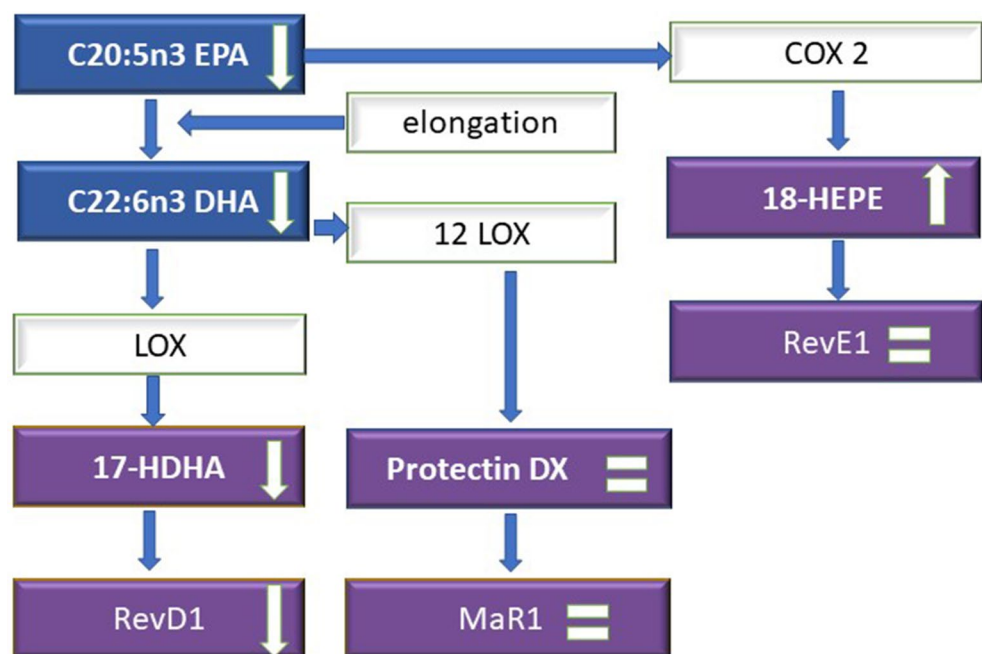 C20:5n3 EPA
COX 2
elongation
C22:6n3 DHA
18-HEPE
12 LOX
LOX
RevE1
17-HDHA
Protectin DX
RevD1
MaR1